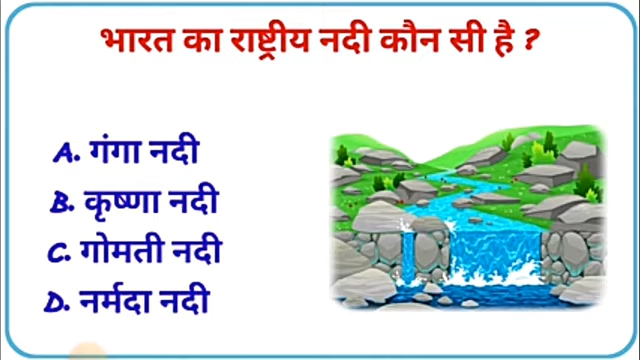 भारत का राष्ट्रीय नदी कौन सी है ?
A. गंगा नदी
B. कृष्णा नदी
C. गोमती नदी
D. नर्मदा नदी